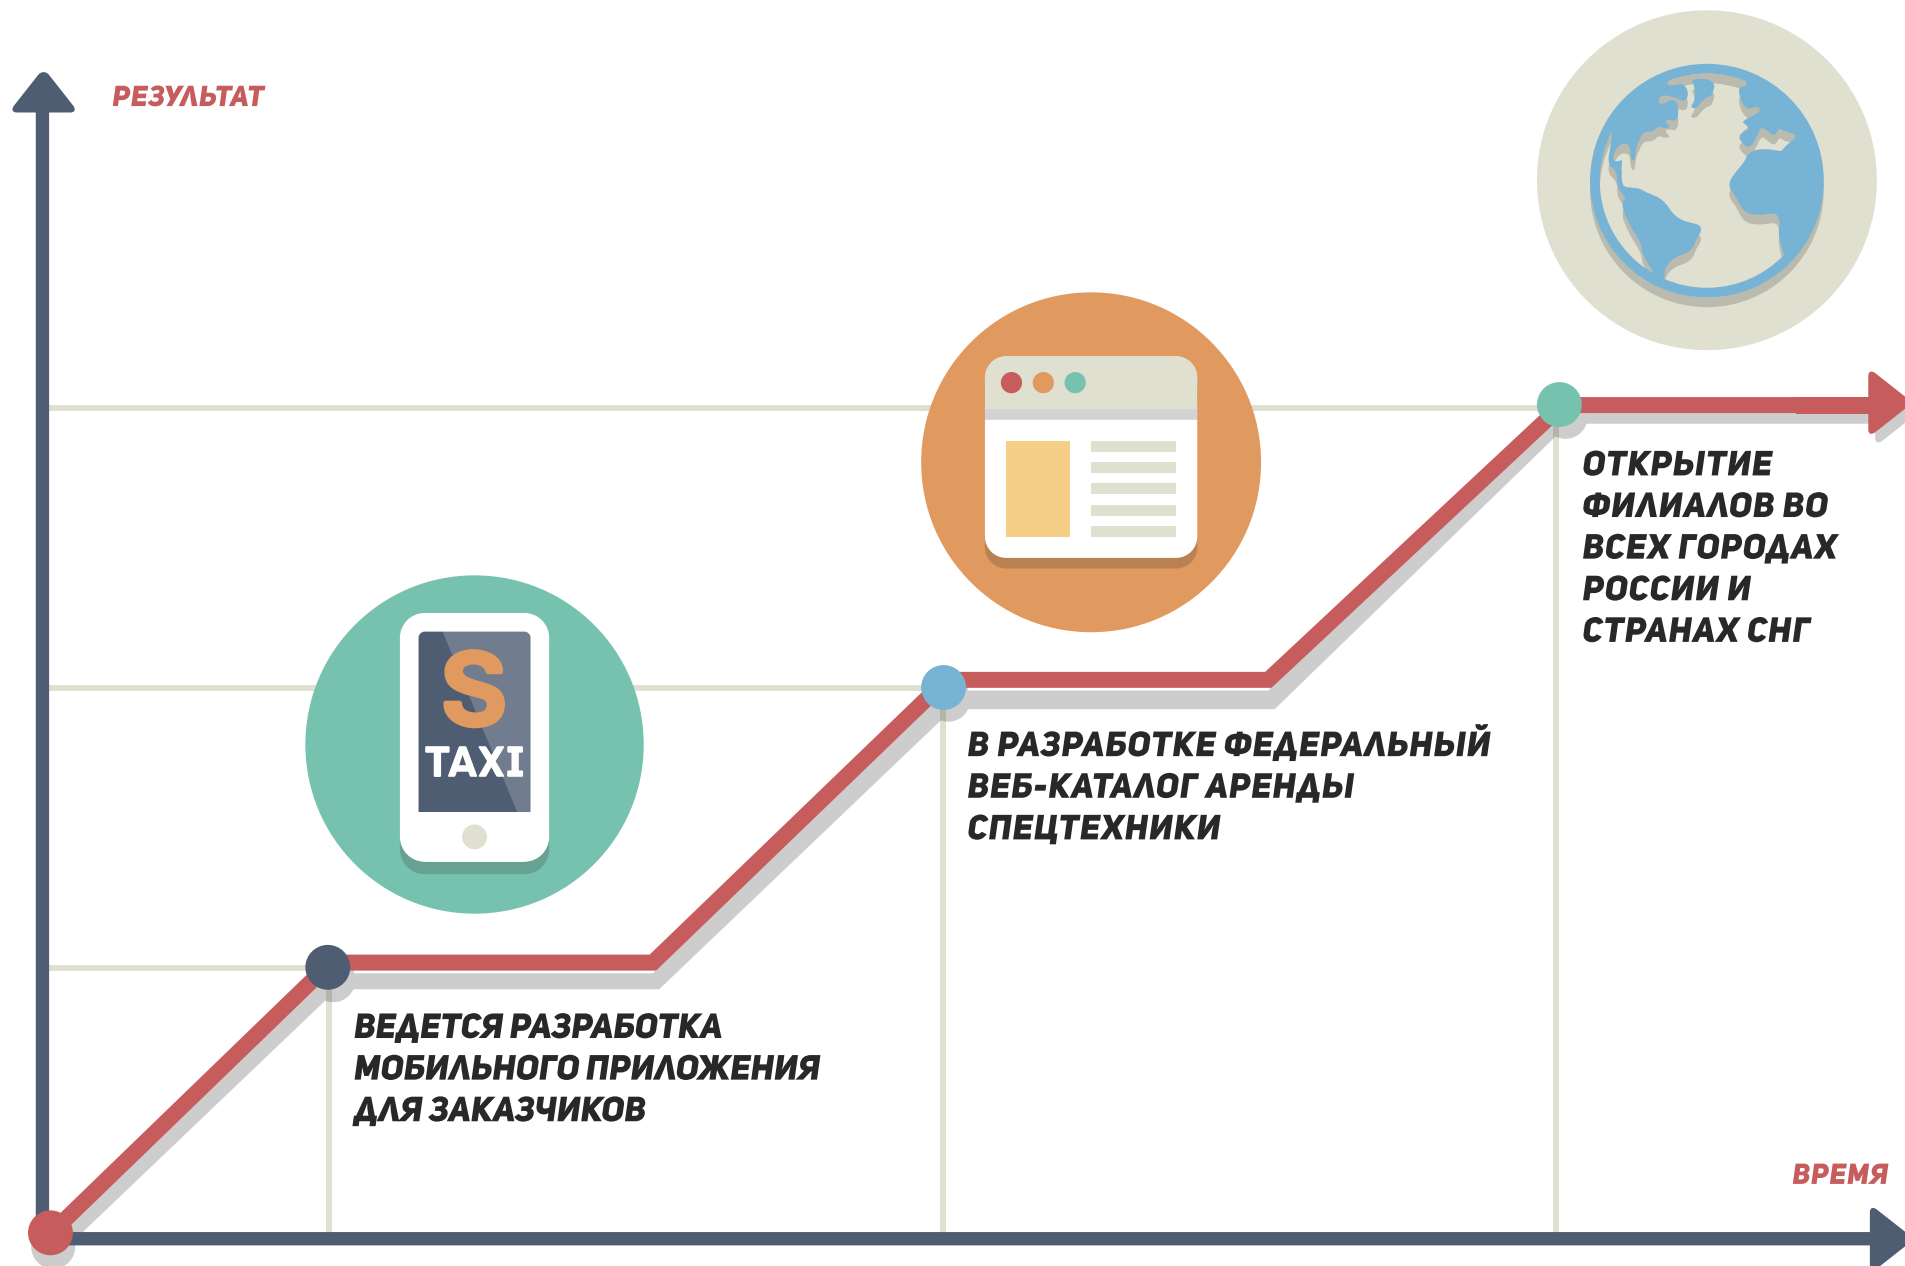 РЕЗУЛЬТАТ
S
TAXI
ВЕДЕТСЯ РАЗРАБОТКА
МОБИЛЬНОГО ПРИЛОЖЕНИЯ
ДЛЯ ЗАКАЗЧИКОВ
В РАЗРАБОТКЕ ФЕДЕРАЛЬНЫЙ
ВЕБ-КАТАЛОГ АРЕНДЫ
СПЕЦТЕХНИКИ
ОТКРЫТИЕ
ФИЛИАЛОВ ВО
ВСЕХ ГОРОДАХ
РОССИИ И
СТРАНАХ СНГ
ВРЕМЯ